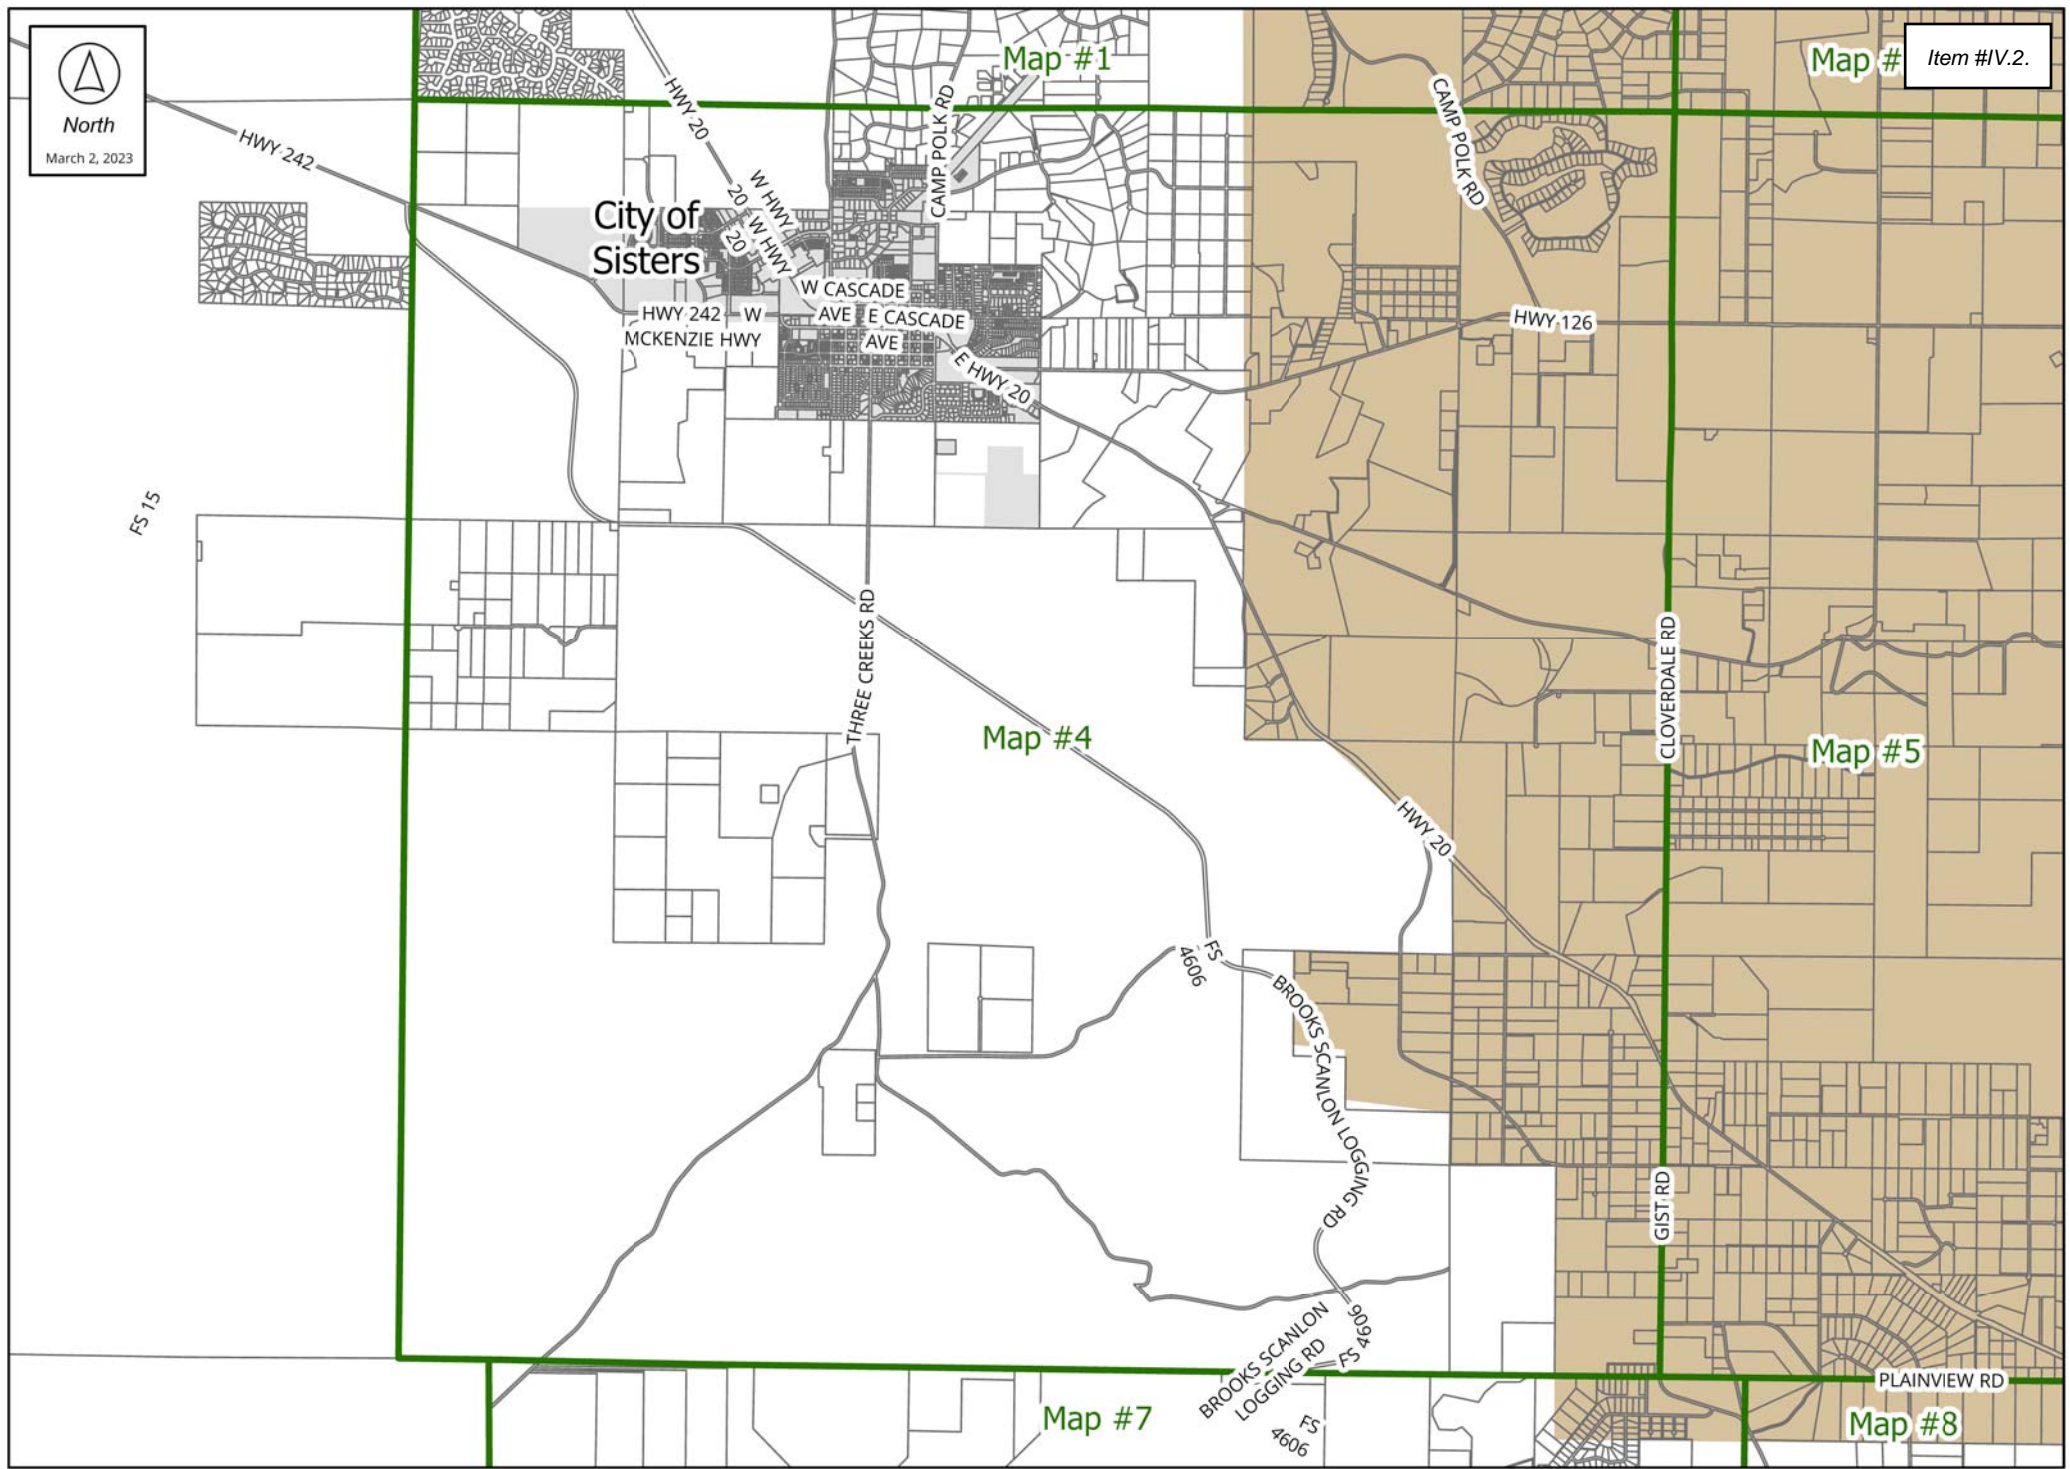 Map #1
Map #
Item #IV.2.
North
March 2, 2023
HWY 242
HWY 20
CAMP POLK RD
CAMP POLK RD
City of
Sisters
W HWY
20
W HWY
20
W CASCADE
AVE
E CASCADE
AVE
HWY 242
W
MCKENZIE HWY
E HWY 20
HWY 126
FS 15
THREE CREEKS RD
CLOVERDALE RD
Map #4
Map #5
HWY 20
FS
4606
BROOKS SCANLON LOGGING RD
GIST RD
BROOKS SCANLON
LOGGING RD
FS 4606
PLAINVIEW RD
Map #7
FS
4606
Map #8